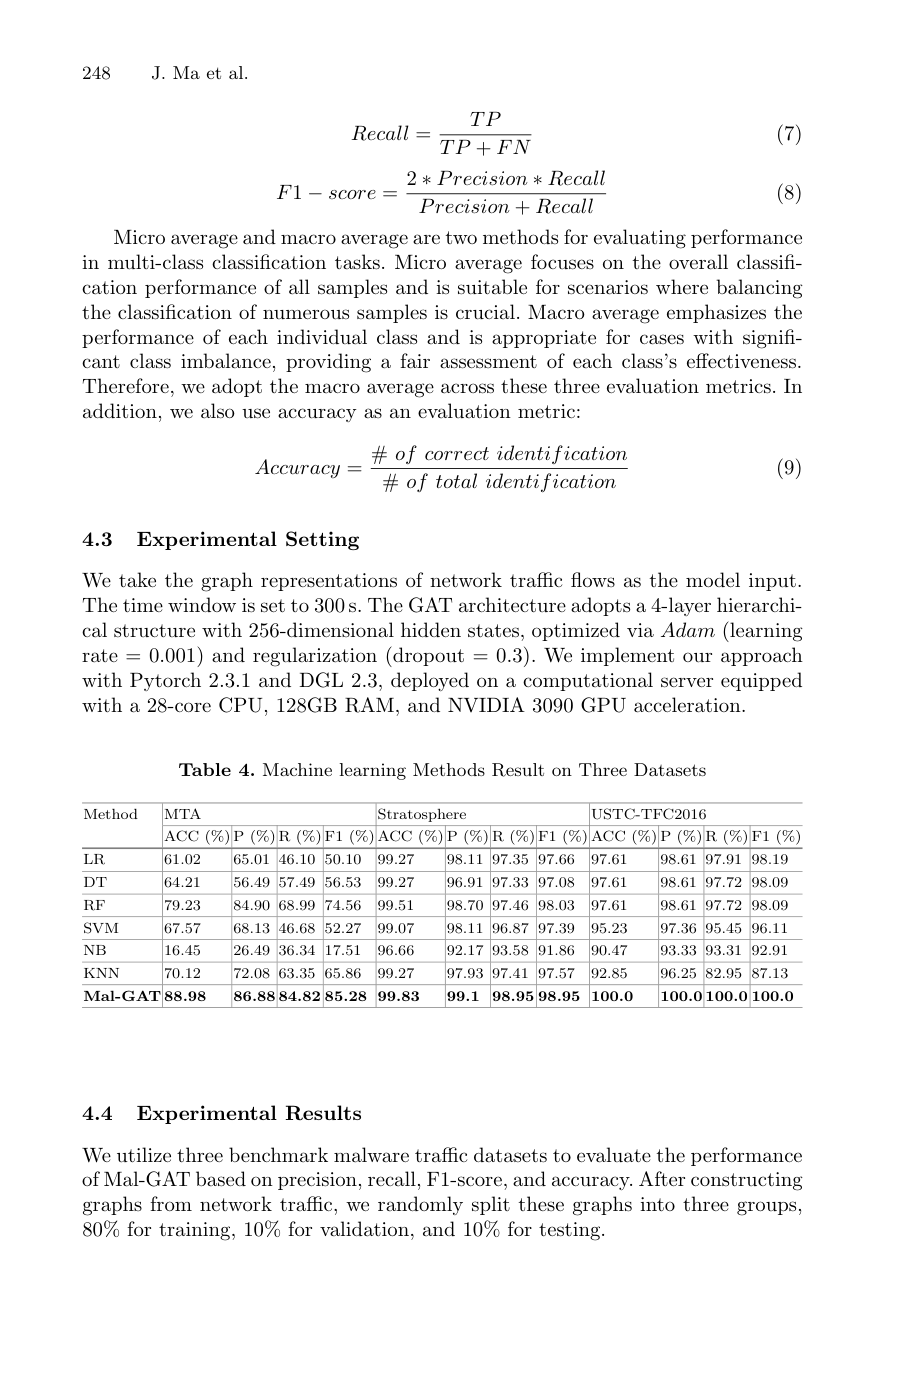 248 J. Ma et al.
Recall = TP / TP + FN (7)
F1 − score = 2 ∗ Precision ∗ Recall / Precision + Recall (8)
Micro average and macro average are two methods for evaluating performance
in multi-class classification tasks. Micro average focuses on the overall classifi-
cation performance of all samples and is suitable for scenarios where balancing
the classification of numerous samples is crucial. Macro average emphasizes the
performance of each individual class and is appropriate for cases with signifi-
cant class imbalance, providing a fair assessment of each class's effectiveness.
Therefore, we adopt the macro average across these three evaluation metrics. In
addition, we also use accuracy as an evaluation metric:
Accuracy = # of correct identification / # of total identification (9)
4.3 Experimental Setting
We take the graph representations of network traffic flows as the model input.
The time window is set to 300 s. The GAT architecture adopts a 4-layer hierarchi-
cal structure with 256-dimensional hidden states, optimized via Adam (learning
rate = 0.001) and regularization (dropout = 0.3). We implement our approach
with Pytorch 2.3.1 and DGL 2.3, deployed on a computational server equipped
with a 28-core CPU, 128GB RAM, and NVIDIA 3090 GPU acceleration.
Table 4. Machine learning Methods Result on Three Datasets
Method MTA Stratosphere USTC-TFC2016
ACC (%) P (%) R (%) F1 (%) ACC (%) P (%) R (%) F1 (%) ACC (%) P (%) R (%) F1 (%)
LR 61.02 65.01 46.10 50.10 99.27 98.11 97.35 97.66 97.61 98.61 97.91 98.19
DT 64.21 56.49 57.49 56.53 99.27 96.91 97.33 97.08 97.61 98.61 97.72 98.09
RF 79.23 84.90 68.99 74.56 99.51 98.70 97.46 98.03 97.61 98.61 97.72 98.09
SVM 67.57 68.13 46.68 52.27 99.07 98.11 96.87 97.39 95.23 97.36 95.45 96.11
NB 16.45 26.49 36.34 17.51 96.66 92.17 93.58 91.86 90.47 93.33 93.31 92.91
KNN 70.12 72.08 63.35 65.86 99.27 97.93 97.41 97.57 92.85 96.25 82.95 87.13
Mal-GAT 88.98 86.88 84.82 85.28 99.83 99.1 98.95 98.95 100.0 100.0 100.0 100.0
4.4 Experimental Results
We utilize three benchmark malware traffic datasets to evaluate the performance
of Mal-GAT based on precision, recall, F1-score, and accuracy. After constructing
graphs from network traffic, we randomly split these graphs into three groups,
80% for training, 10% for validation, and 10% for testing.